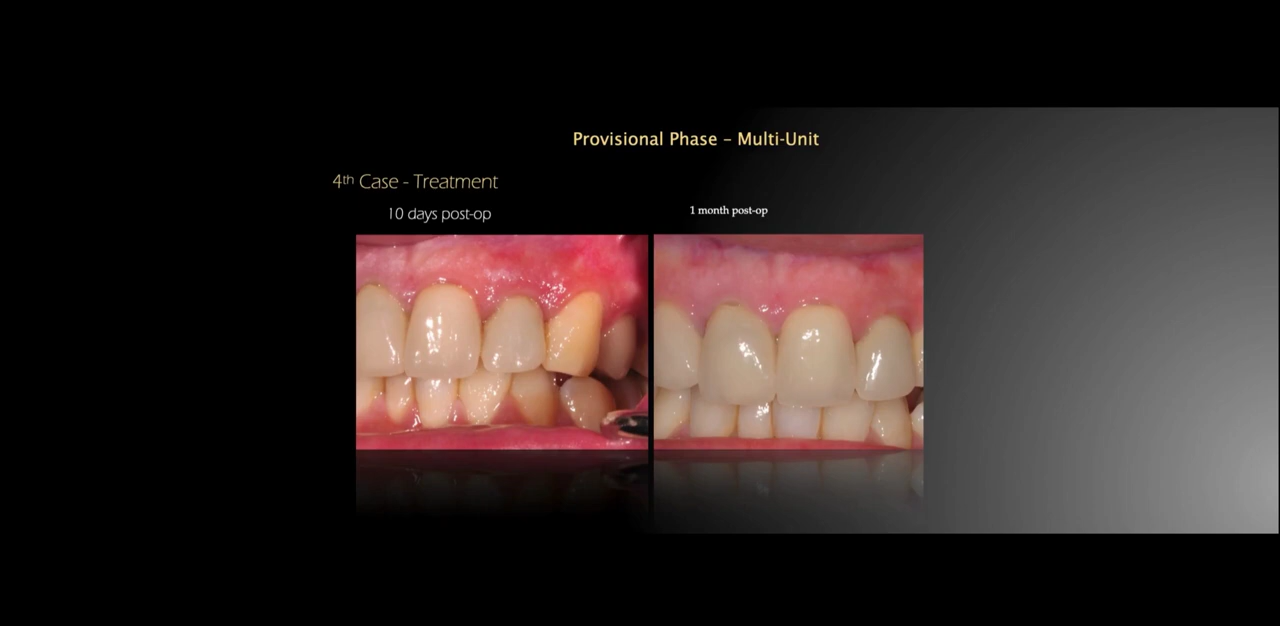 Provisional Phase – Multi-Unit
4th Case - Treatment
10 days post-op
1 month post-op